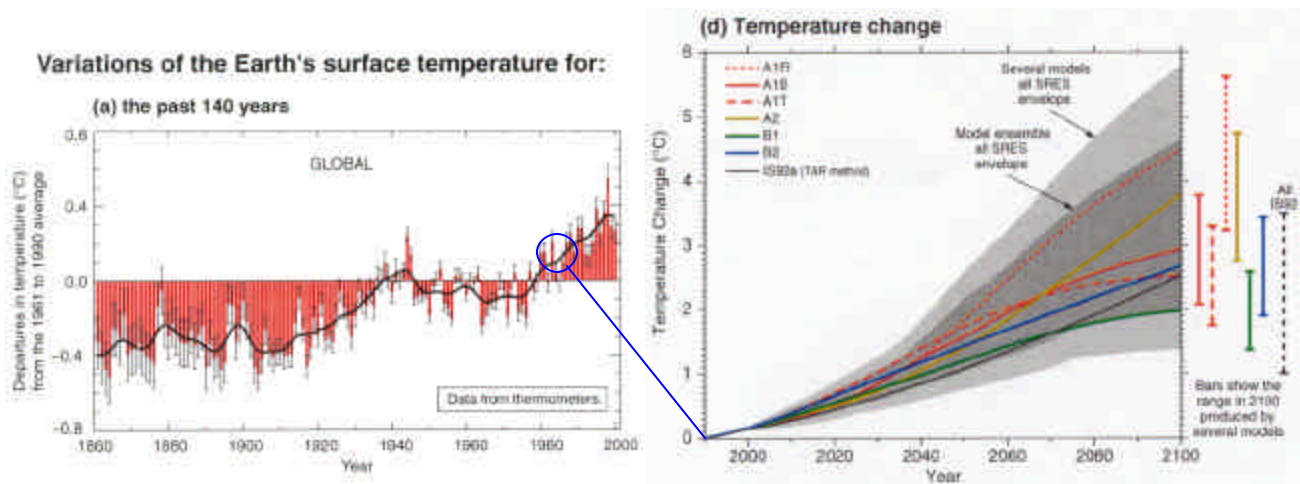 Variations of the Earth's surface temperature for:
(a) the past 140 years
GLOBAL
Departures in temperature (°C)
from the 1961 to 1990 average
0.8
0.4
0.0
−0.4
−0.8
Data from thermometers.
1860 1880 1900 1920 1940 1960 1980 2000
Year
(d) Temperature change
Temperature Change (°C)
6
5
4
3
2
1
0
A1FI
A1B
A1T
A2
B1
B2
IS92a (TAR method)
Several models
all SRES
envelope
Model ensemble
all SRES
envelope
All
IS92
Bars show the
range in 2100
produced by
several models
2000 2020 2040 2060 2080 2100
Year